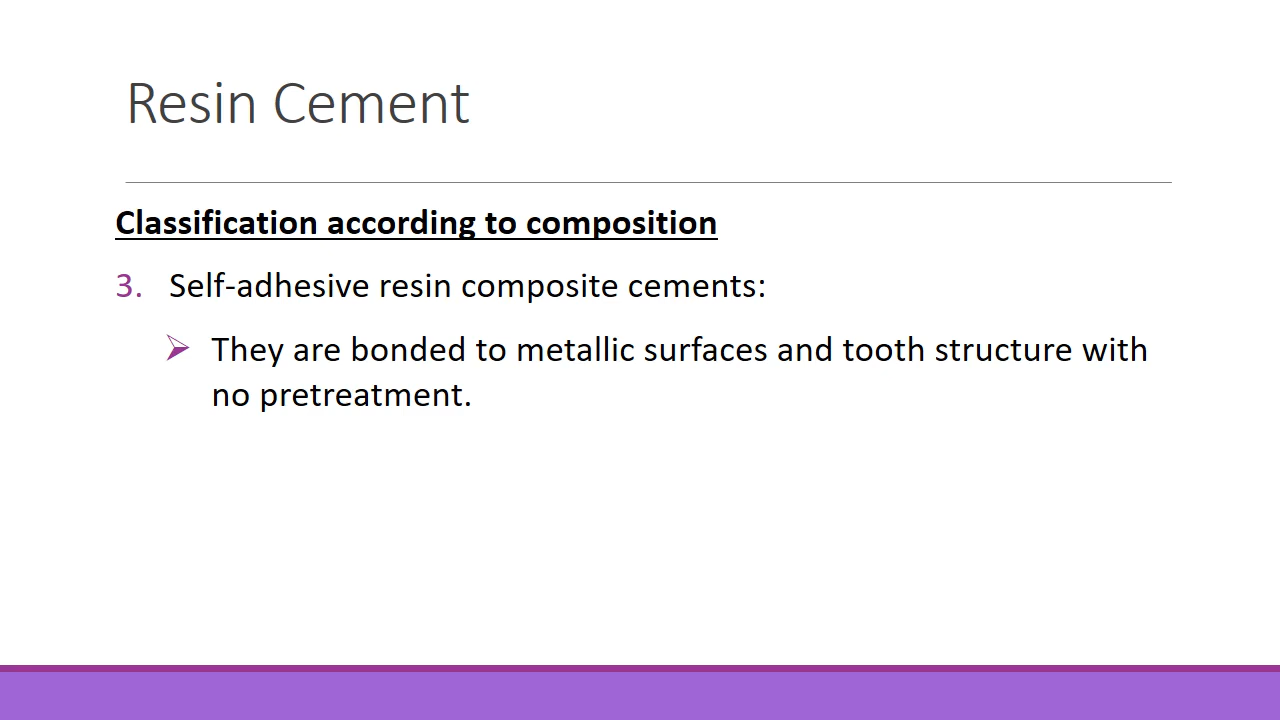 Resin Cement
Classification according to composition
3. Self-adhesive resin composite cements:
➢ They are bonded to metallic surfaces and tooth structure with
no pretreatment.